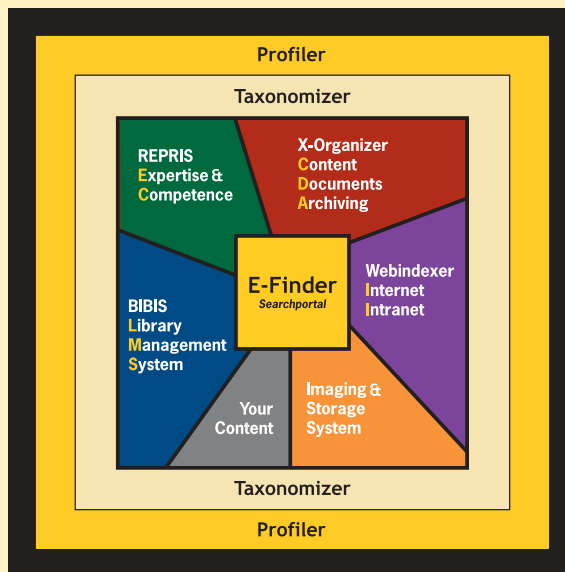 Profiler
Taxonomizer
REPRIS
Expertise &
Competence
X-Organizer
Content
Documents
Archiving
E-Finder
Searchportal
Webindexer
Internet
Intranet
BIBIS
Library
Management
System
Your
Content
Imaging &
Storage
System
Taxonomizer
Profiler